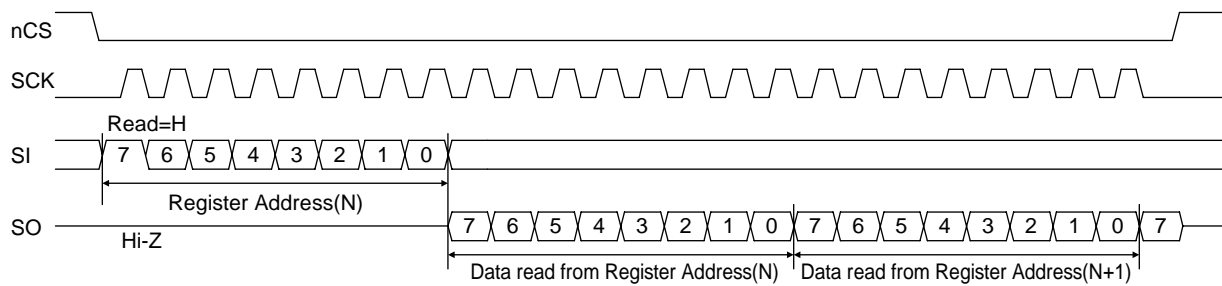 nCS
SCK
Read=H
SI 7 6 5 4 3 2 1 0
Register Address(N)
SO 7 6 5 4 3 2 1 0 7 6 5 4 3 2 1 0 7
Hi-Z
Data read from Register Address(N) Data read from Register Address(N+1)